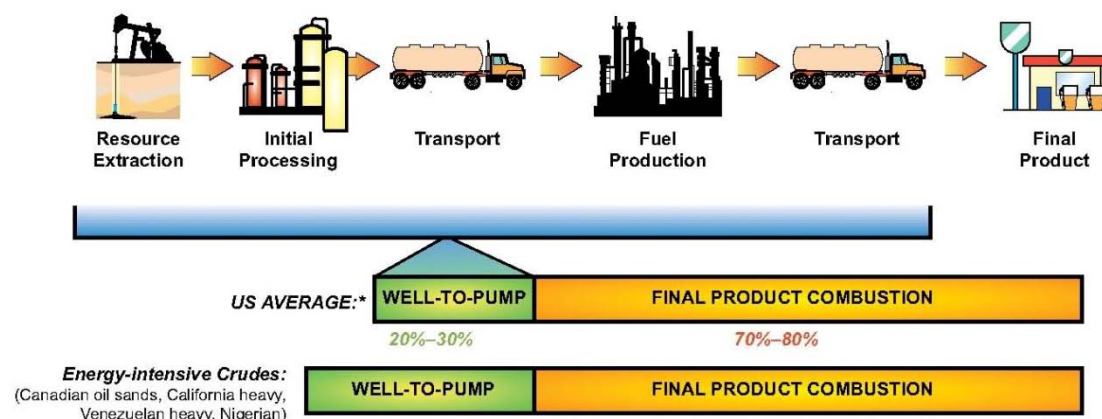 Resource
Extraction
Initial
Processing
Transport
Fuel
Production
Transport
Final
Product
US AVERAGE:*
WELL-TO-PUMP
FINAL PRODUCT COMBUSTION
20%–30%
70%–80%
Energy-intensive Crudes:
(Canadian oil sands, California heavy,
Venezuelan heavy, Nigerian)
WELL-TO-PUMP
FINAL PRODUCT COMBUSTION